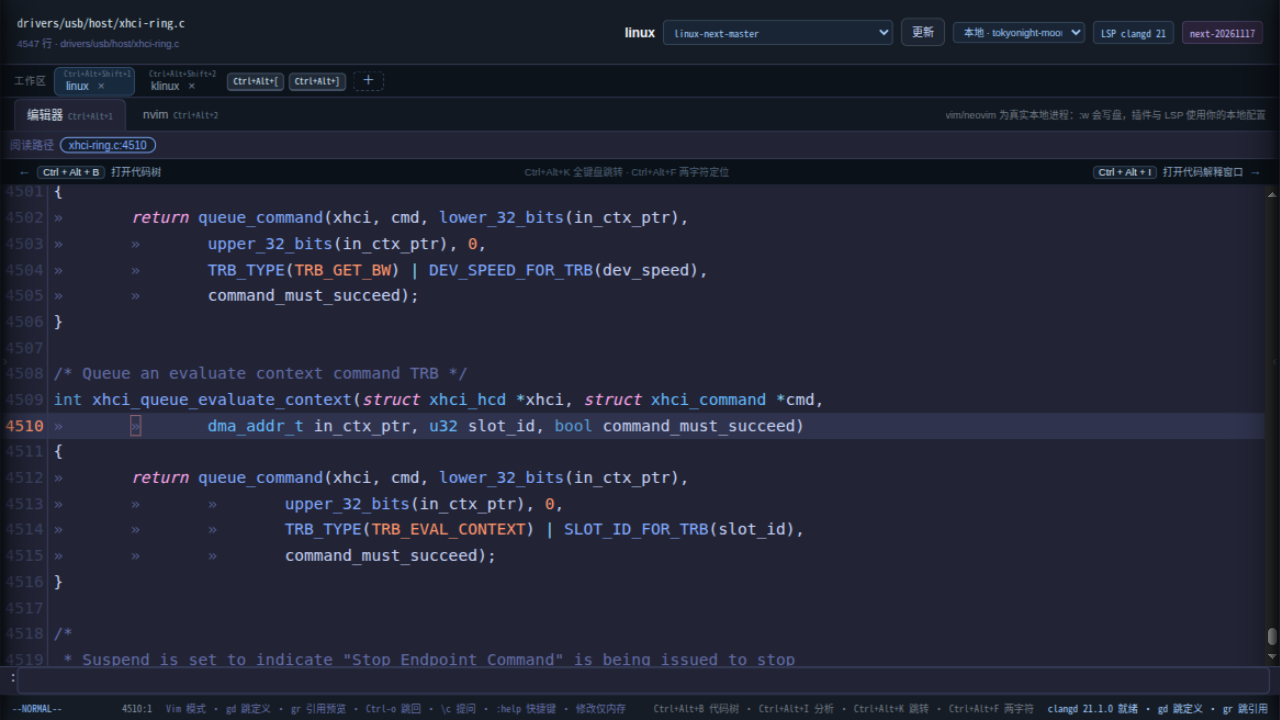 drivers/usb/host/xhci-ring.c
4547 行 · drivers/usb/host/xhci-ring.c
linux linux-next-master 更新 本地 · tokyonight-moon LSP clangd 21 next-20261117
工作区 Ctrl+Alt+Shift+1 linux × Ctrl+Alt+Shift+2 klinux × Ctrl+Alt+[ Ctrl+Alt+] +
编辑器 Ctrl+Alt+1 nvim Ctrl+Alt+2 vim/neovim 为真实本地进程：:w 会写盘，插件与 LSP 使用你的本地配置
阅读路径 xhci-ring.c:4510
← Ctrl + Alt + B 打开代码树 Ctrl+Alt+K 全键盘跳转 · Ctrl+Alt+F 两字符定位 Ctrl + Alt + I 打开代码解释窗口 →
4501 {
4502 » return queue_command(xhci, cmd, lower_32_bits(in_ctx_ptr),
4503 » » upper_32_bits(in_ctx_ptr), 0,
4504 » » TRB_TYPE(TRB_GET_BW) | DEV_SPEED_FOR_TRB(dev_speed),
4505 » » command_must_succeed);
4506 }
4507
4508 /* Queue an evaluate context command TRB */
4509 int xhci_queue_evaluate_context(struct xhci_hcd *xhci, struct xhci_command *cmd,
4510 » » dma_addr_t in_ctx_ptr, u32 slot_id, bool command_must_succeed)
4511 {
4512 » return queue_command(xhci, cmd, lower_32_bits(in_ctx_ptr),
4513 » » » upper_32_bits(in_ctx_ptr), 0,
4514 » » » TRB_TYPE(TRB_EVAL_CONTEXT) | SLOT_ID_FOR_TRB(slot_id),
4515 » » » command_must_succeed);
4516 }
4517
4518 /*
4519 * Suspend is set to indicate "Stop Endpoint Command" is being issued to stop
:
--NORMAL-- 4510:1 Vim 模式 · gd 跳定义 · gr 引用预览 · Ctrl-o 跳回 · \c 提问 · :help 快捷键 · 修改仅内存 Ctrl+Alt+B 代码树 · Ctrl+Alt+I 分析 · Ctrl+Alt+K 跳转 · Ctrl+Alt+F 两字符 clangd 21.1.0 就绪 · gd 跳定义 · gr 跳引用